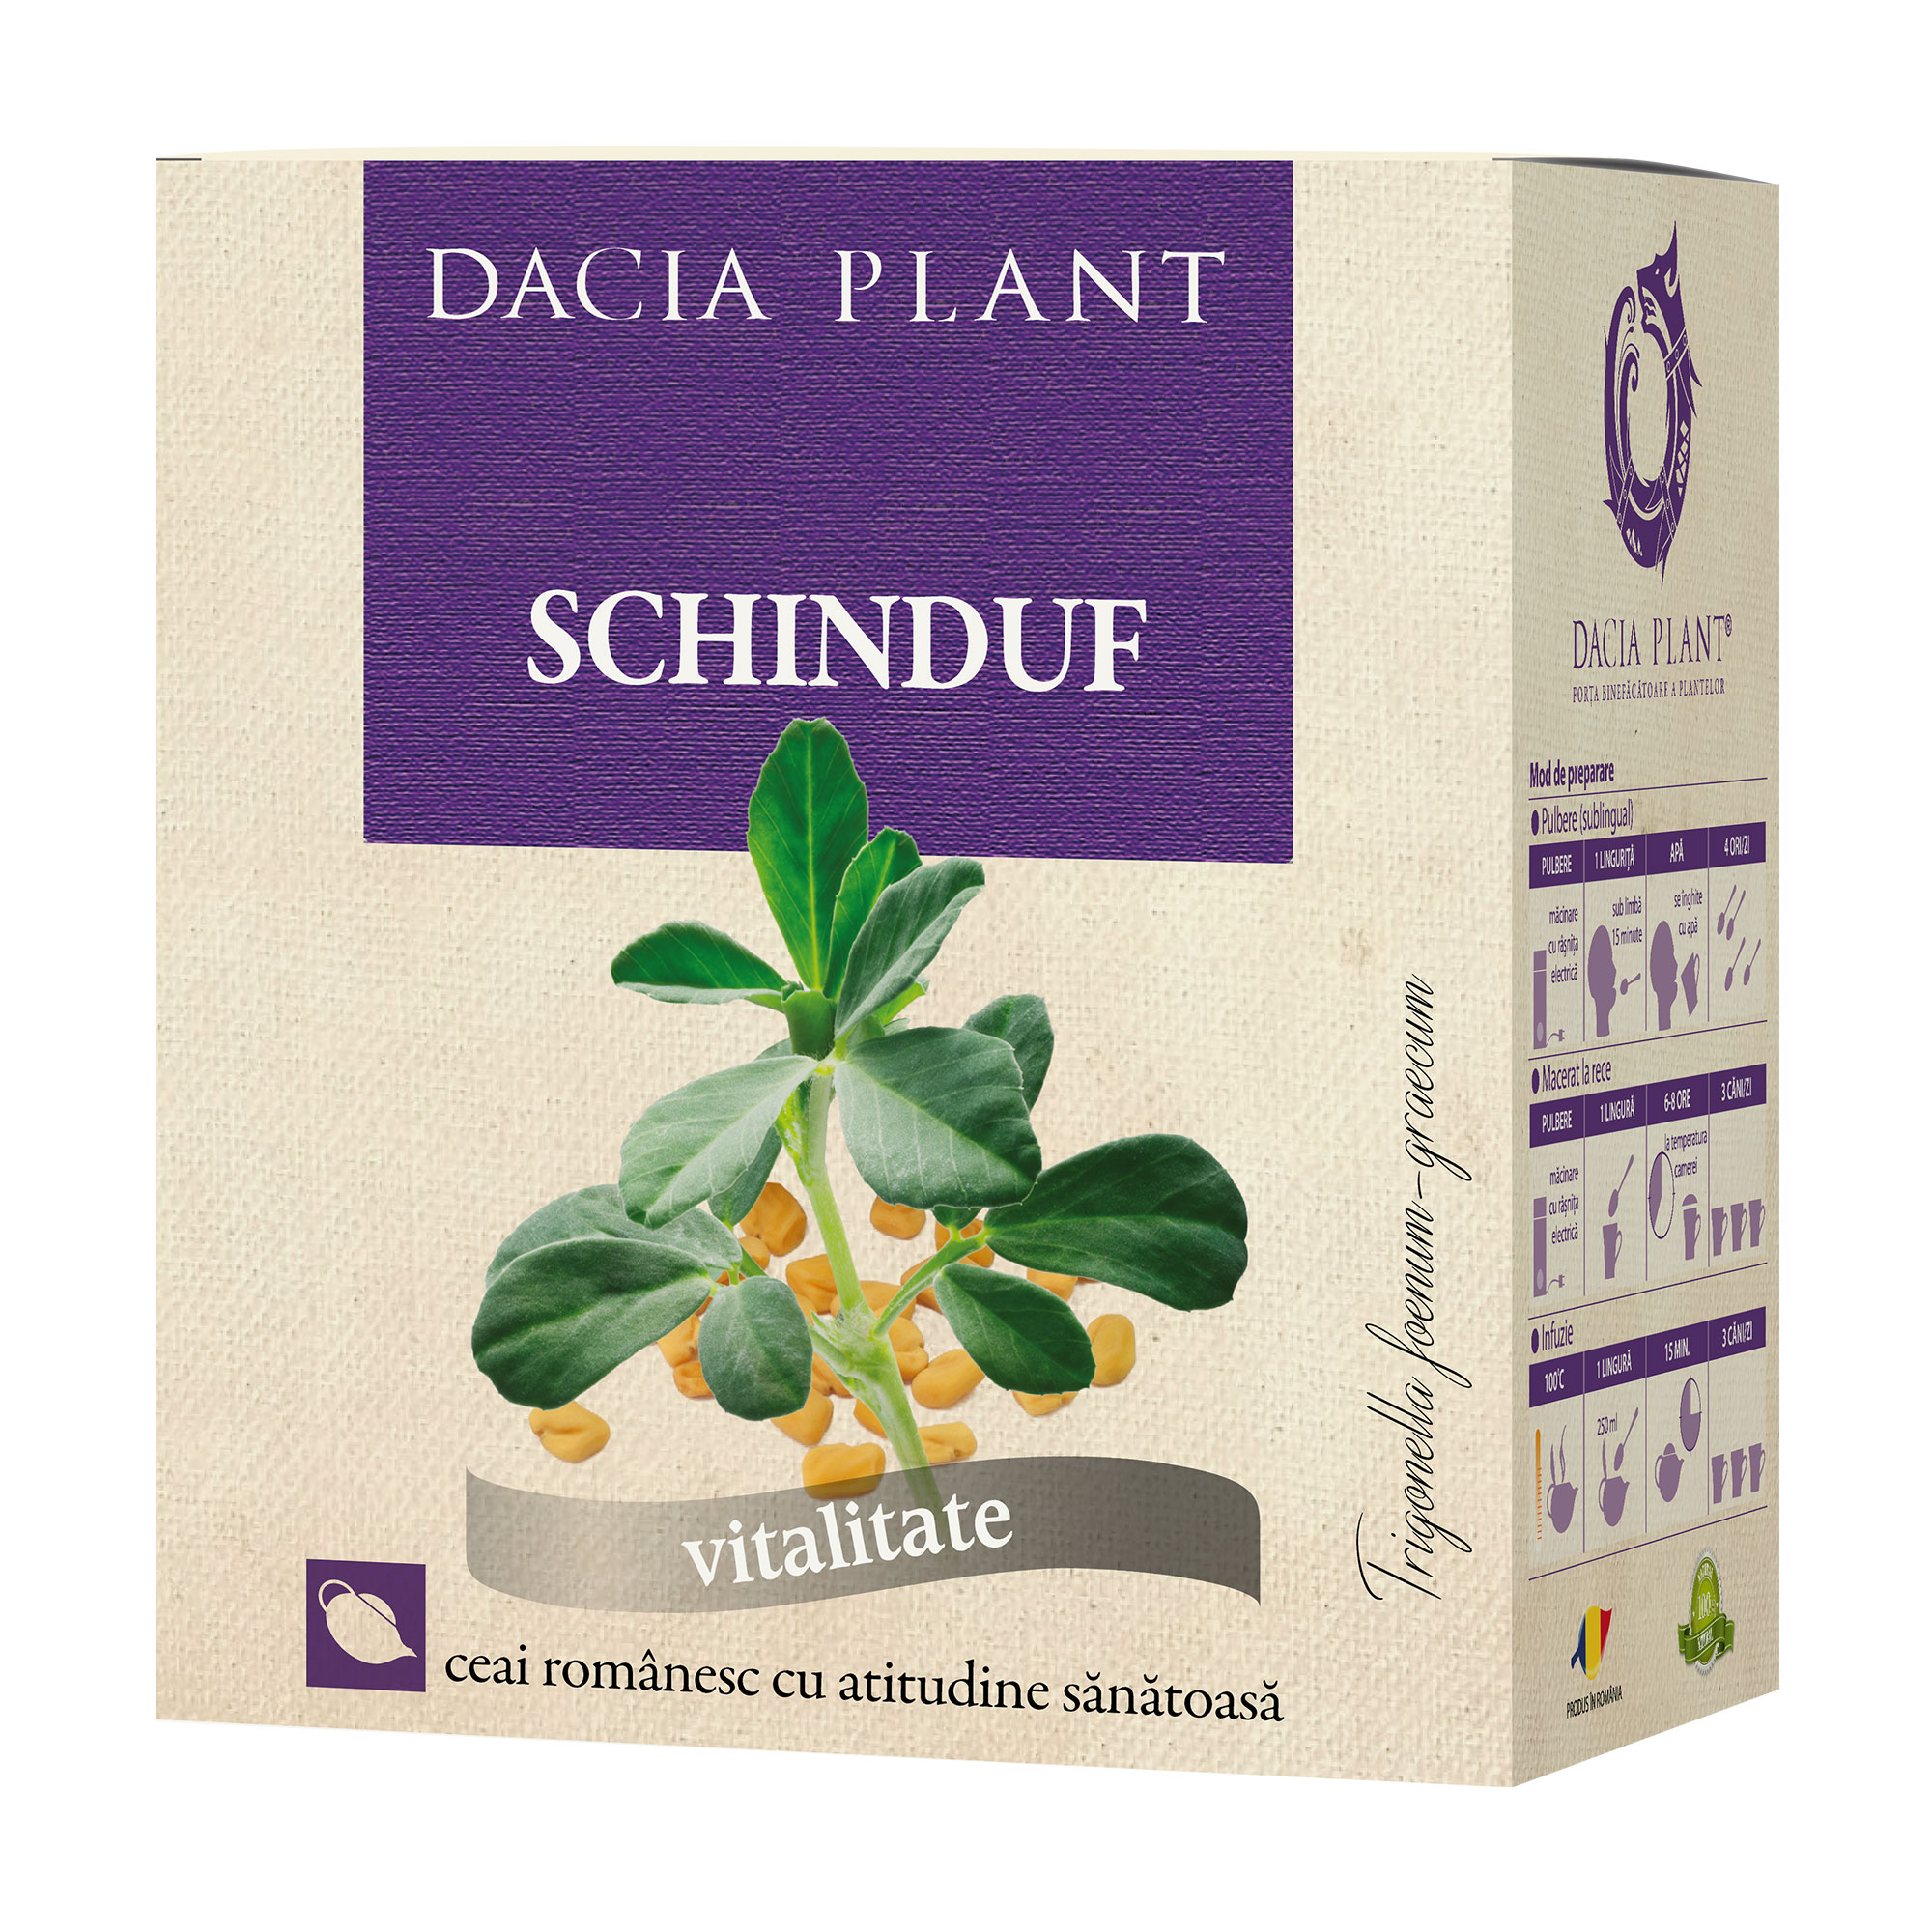 DACIA PLANT
SCHINDUF
vitalitate
ceai românesc cu atitudine sănătoasă
Trigonella foenum-graecum
DACIA PLANT®
FORȚA BINEFĂCĂTOARE A PLANTELOR
Mod de preparare
Pulbere (sublingual)
PULBERE 1 LINGURIȚĂ APĂ 4 ORI/ZI
măcinare
cu râșnița
electrică
sub limbă
15 minute
se înghite
cu apă
Macerat la rece
PULBERE 1 LINGURĂ 6-8 ORE 3 CĂNI/ZI
măcinare
cu râșnița
electrică
la temperatura
camerei
Infuzie
100°C 1 LINGURĂ 15 MIN. 3 CĂNI/ZI
250 ml
PRODUS ÎN ROMÂNIA
100